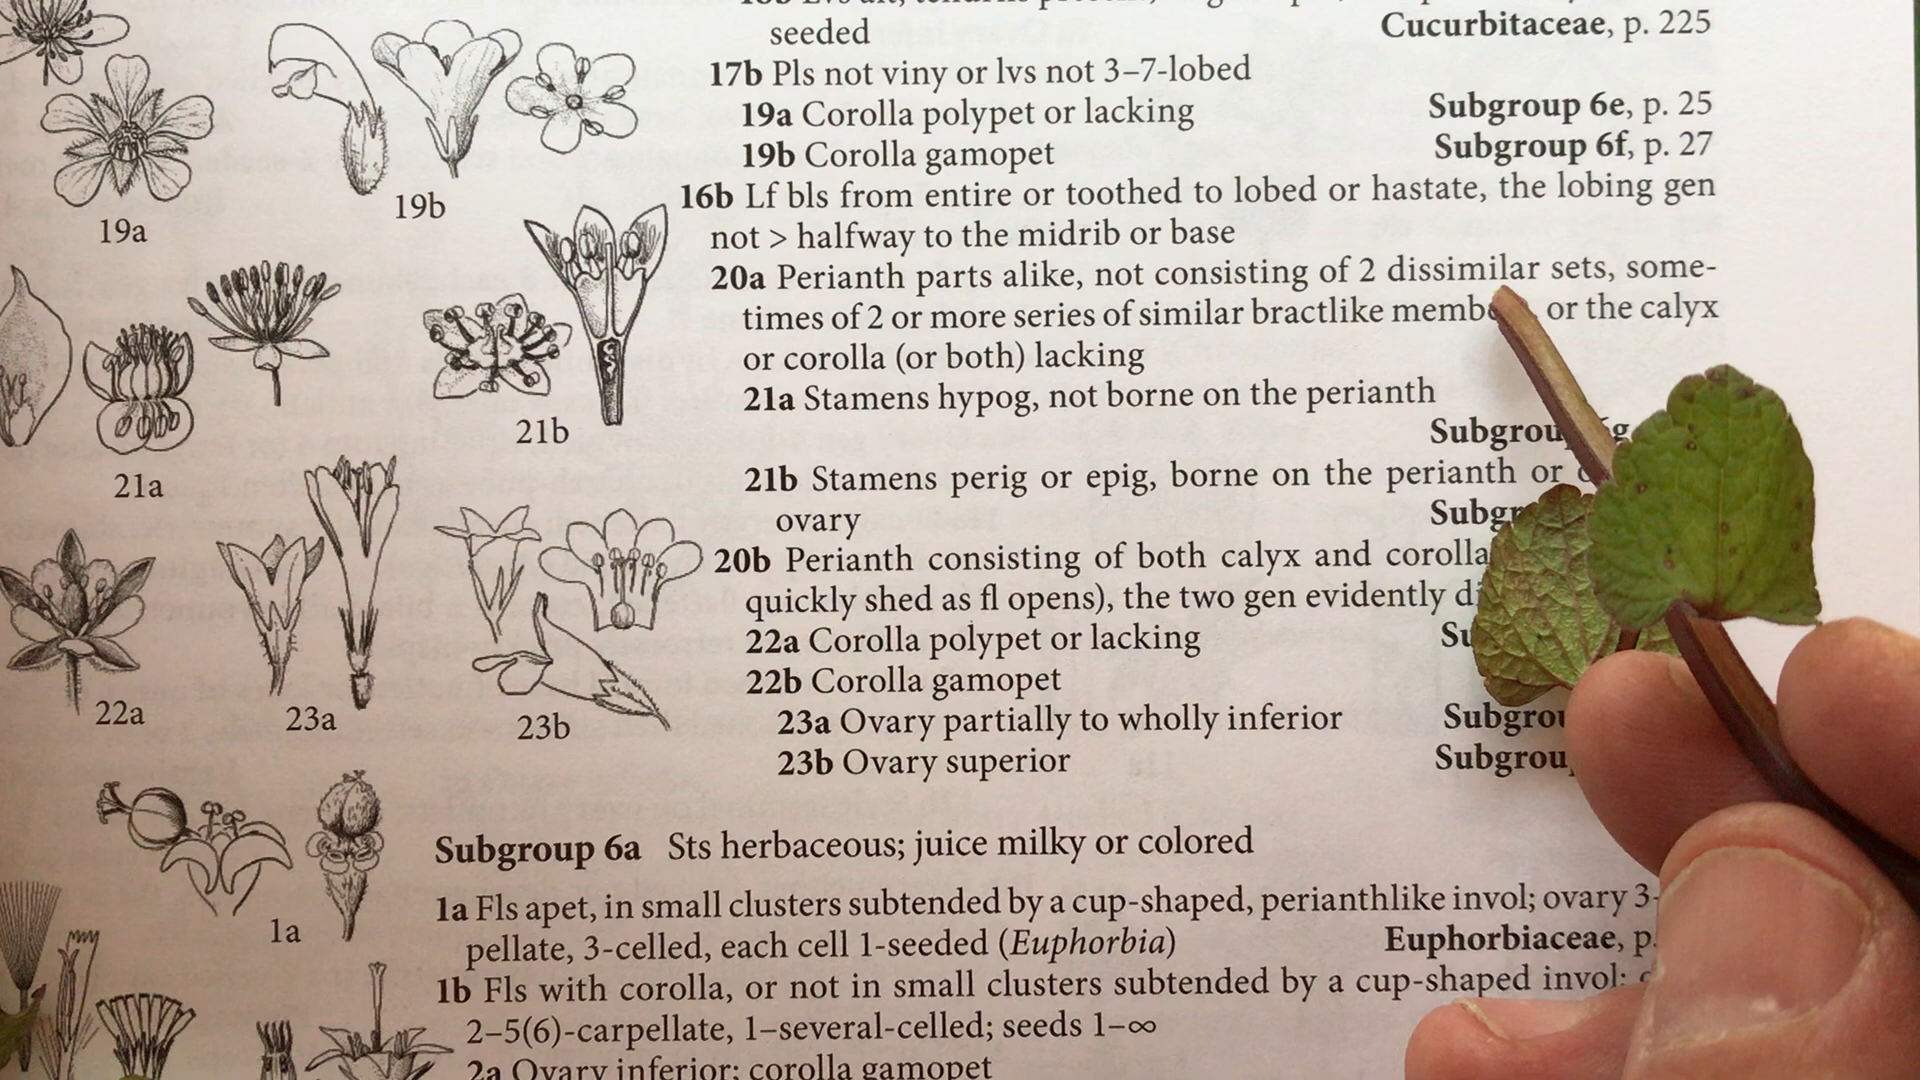 seeded Cucurbitaceae, p. 225
17b Pls not viny or lvs not 3–7-lobed
19a Corolla polypet or lacking Subgroup 6e, p. 25
19b Corolla gamopet Subgroup 6f, p. 27
16b Lf bls from entire or toothed to lobed or hastate, the lobing gen
not > halfway to the midrib or base
20a Perianth parts alike, not consisting of 2 dissimilar sets, some-
times of 2 or more series of similar bractlike or the calyx
or corolla (or both) lacking
21a Stamens hypog, not borne on the perianth
21b Stamens perig or epig, borne on the perianth or
ovary
20b Perianth consisting of both calyx and corolla
quickly shed as fl opens), the two gen evidently
22a Corolla polypet or lacking
22b Corolla gamopet
23a Ovary partially to wholly inferior
23b Ovary superior
19a
19b
21a
21b
22a
23a
23b
Subgroup 6a Sts herbaceous; juice milky or colored
1a Fls apet, in small clusters subtended by a cup-shaped, perianthlike invol; ovary 3-
pellate, 3-celled, each cell 1-seeded (Euphorbia) Euphorbiaceae, p.
1b Fls with corolla, or not in small clusters subtended by a cup-shaped invol;
2–5(6)-carpellate, 1–several-celled; seeds 1–∞
2a Ovary inferior; corolla gamopet
1a